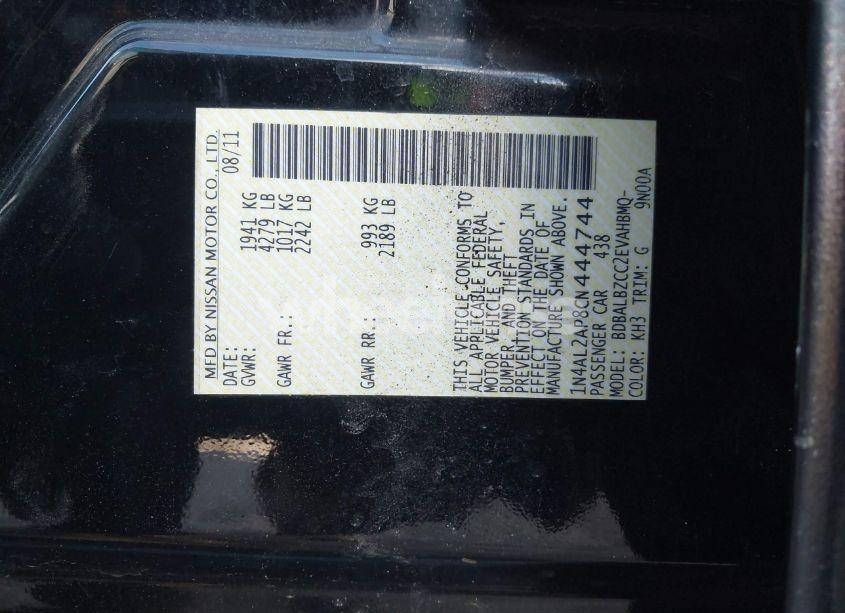 MFD BY NISSAN MOTOR CO., LTD.
DATE: 08/11
GVWR: 1941 KG
4279 LB
GAWR FR.: 1017 KG
2242 LB
GAWR RR.: 993 KG
2189 LB
THIS VEHICLE CONFORMS TO
ALL APPLICABLE FEDERAL
MOTOR VEHICLE SAFETY,
BUMPER, AND THEFT
PREVENTION STANDARDS IN
EFFECT ON THE DATE OF
MANUFACTURE SHOWN ABOVE.
1N4AL2AP8CN444744
PASSENGER CAR 438
MODEL: BDBALBZCC2EVAHBMQ-
COLOR: KH3 TRIM: G 9N00A